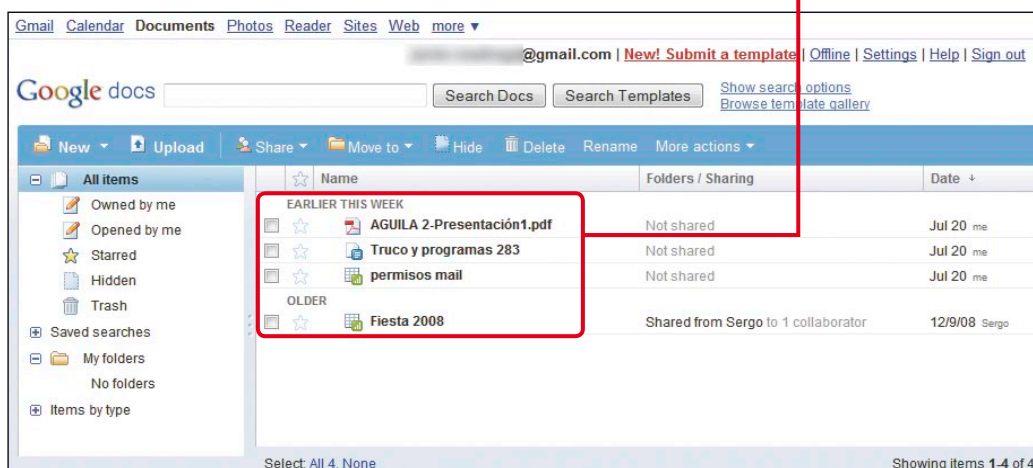 Gmail Calendar Documents Photos Reader Sites Web more ▼
@gmail.com | New! Submit a template | Offline | Settings | Help | Sign out
Google docs Search Docs Search Templates Show search options
Browse template gallery
New Upload Share Move to Hide Delete Rename More actions
All items Name Folders / Sharing Date
Owned by me
Opened by me
Starred
Hidden
Trash
Saved searches
My folders
No folders
Items by type
EARLIER THIS WEEK
AGUILA 2-Presentación1.pdf Not shared Jul 20 me
Truco y programas 283 Not shared Jul 20 me
permisos mail Not shared Jul 20 me
OLDER
Fiesta 2008 Shared from Sergo to 1 collaborator 12/9/08 Sergo
Select: All 4, None Showing items 1-4 of 4